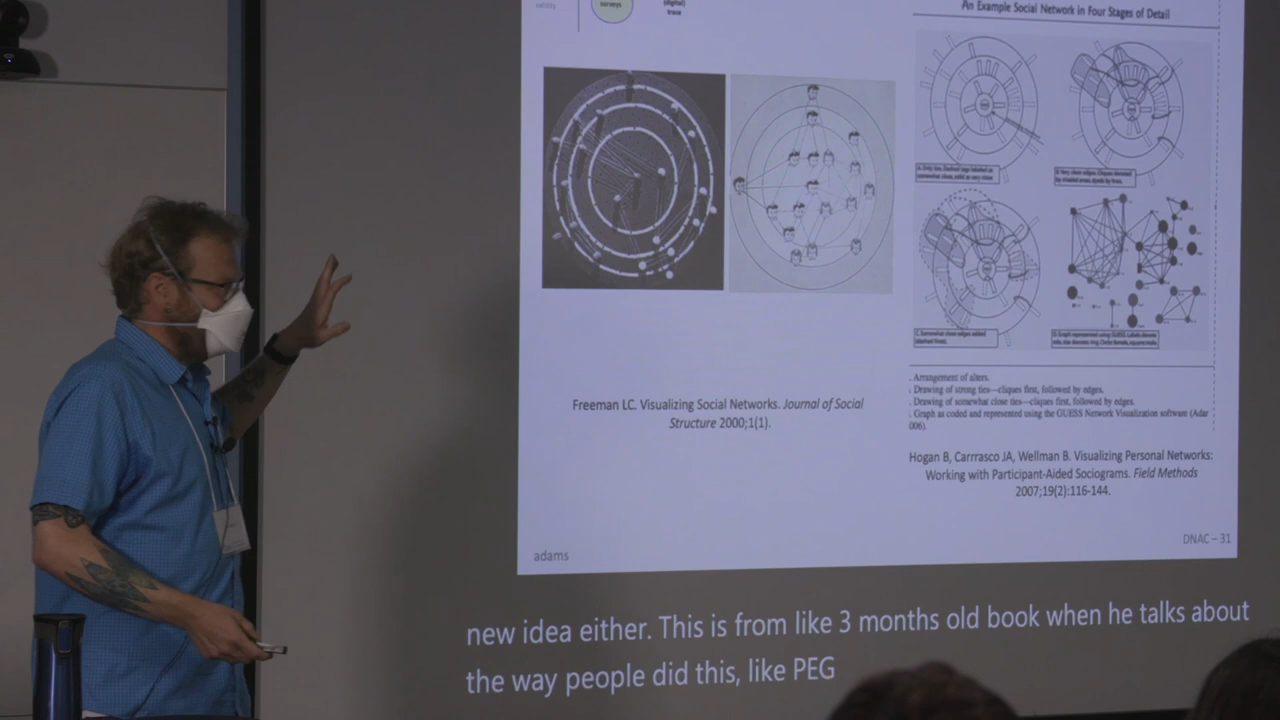 validity
surveys
(digital)
trace
An Example Social Network in Four Stages of Detail
. Arrangement of alters.
. Drawing of strong ties—cliques first, followed by edges.
. Drawing of somewhat close ties—cliques first, followed by edges.
. Graph as coded and represented using the GUESS Network Visualization software (Adar
006).
Freeman LC. Visualizing Social Networks. Journal of Social
Structure 2000;1(1).
Hogan B, Carrrasco JA, Wellman B. Visualizing Personal Networks:
Working with Participant-Aided Sociograms. Field Methods
2007;19(2):116-144.
adams
DNAC – 31
new idea either. This is from like 3 months old book when he talks about
the way people did this, like PEG